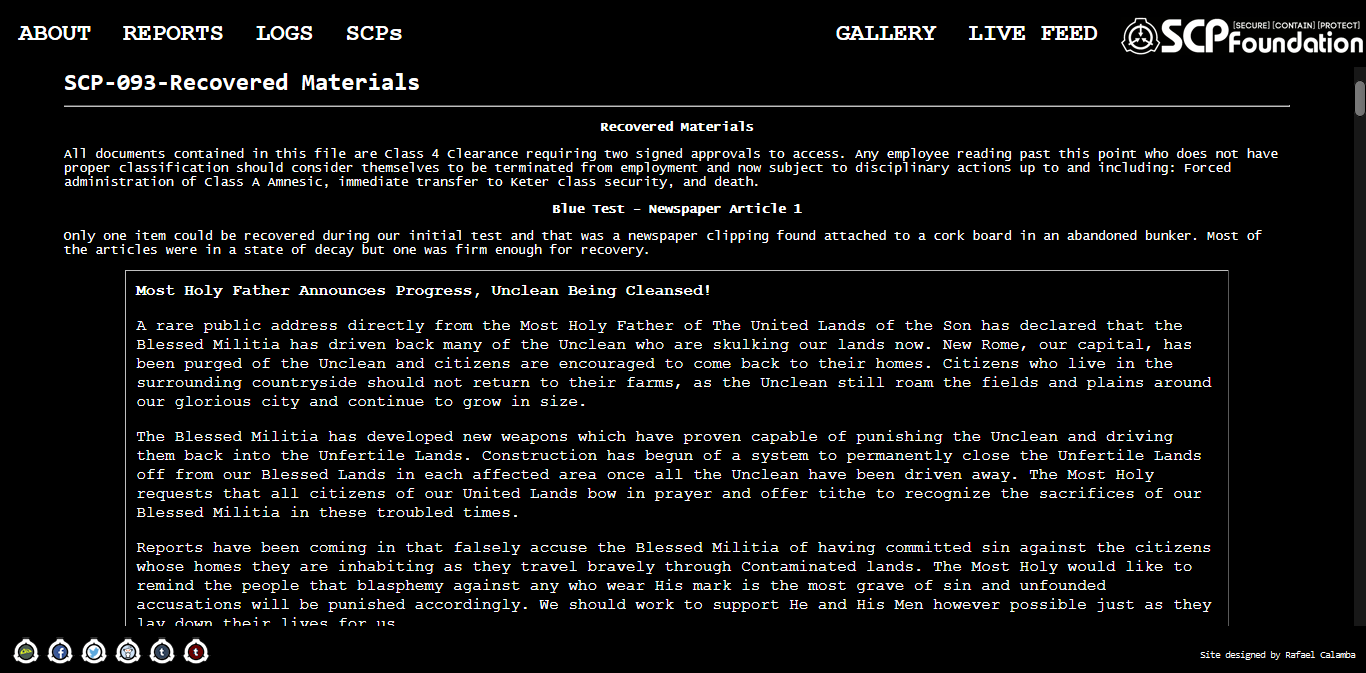 ABOUT REPORTS LOGS SCPs GALLERY LIVE FEED
[SECURE] [CONTAIN] [PROTECT]
SCP Foundation
SCP-093-Recovered Materials
Recovered Materials
All documents contained in this file are Class 4 Clearance requiring two signed approvals to access. Any employee reading past this point who does not have
proper classification should consider themselves to be terminated from employment and now subject to disciplinary actions up to and including: Forced
administration of Class A Amnesic, immediate transfer to Keter class security, and death.
Blue Test - Newspaper Article 1
Only one item could be recovered during our initial test and that was a newspaper clipping found attached to a cork board in an abandoned bunker. Most of
the articles were in a state of decay but one was firm enough for recovery.
Most Holy Father Announces Progress, Unclean Being Cleansed!
A rare public address directly from the Most Holy Father of The United Lands of the Son has declared that the
Blessed Militia has driven back many of the Unclean who are skulking our lands now. New Rome, our capital, has
been purged of the Unclean and citizens are encouraged to come back to their homes. Citizens who live in the
surrounding countryside should not return to their farms, as the Unclean still roam the fields and plains around
our glorious city and continue to grow in size.
The Blessed Militia has developed new weapons which have proven capable of punishing the Unclean and driving
them back into the Unfertile Lands. Construction has begun of a system to permanently close the Unfertile Lands
off from our Blessed Lands in each affected area once all the Unclean have been driven away. The Most Holy
requests that all citizens of our United Lands bow in prayer and offer tithe to recognize the sacrifices of our
Blessed Militia in these troubled times.
Reports have been coming in that falsely accuse the Blessed Militia of having committed sin against the citizens
whose homes they are inhabiting as they travel bravely through Contaminated lands. The Most Holy would like to
remind the people that blasphemy against any who wear His mark is the most grave of sin and unfounded
accusations will be punished accordingly. We should work to support He and His Men however possible just as they
lay down their lives for us
f t t
Site designed by Rafael Calamba